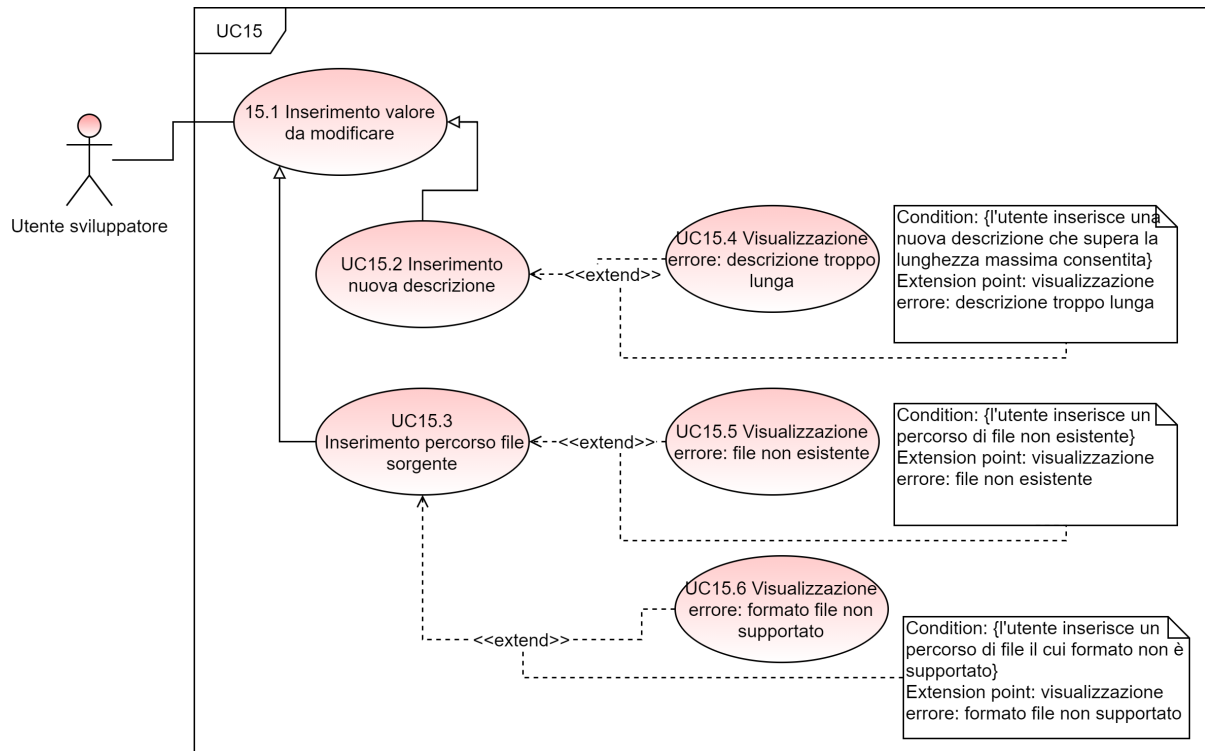 UC15
15.1 Inserimento valore
da modificare
Utente sviluppatore
UC15.2 Inserimento
nuova descrizione
<<extend>>
UC15.4 Visualizzazione
errore: descrizione troppo
lunga
Condition: {l'utente inserisce una
nuova descrizione che supera la
lunghezza massima consentita}
Extension point: visualizzazione
errore: descrizione troppo lunga
UC15.3
Inserimento percorso file
sorgente
<<extend>>
UC15.5 Visualizzazione
errore: file non esistente
Condition: {l'utente inserisce un
percorso di file non esistente}
Extension point: visualizzazione
errore: file non esistente
<<extend>>
UC15.6 Visualizzazione
errore: formato file non
supportato
Condition: {l'utente inserisce un
percorso di file il cui formato non è
supportato}
Extension point: visualizzazione
errore: formato file non supportato